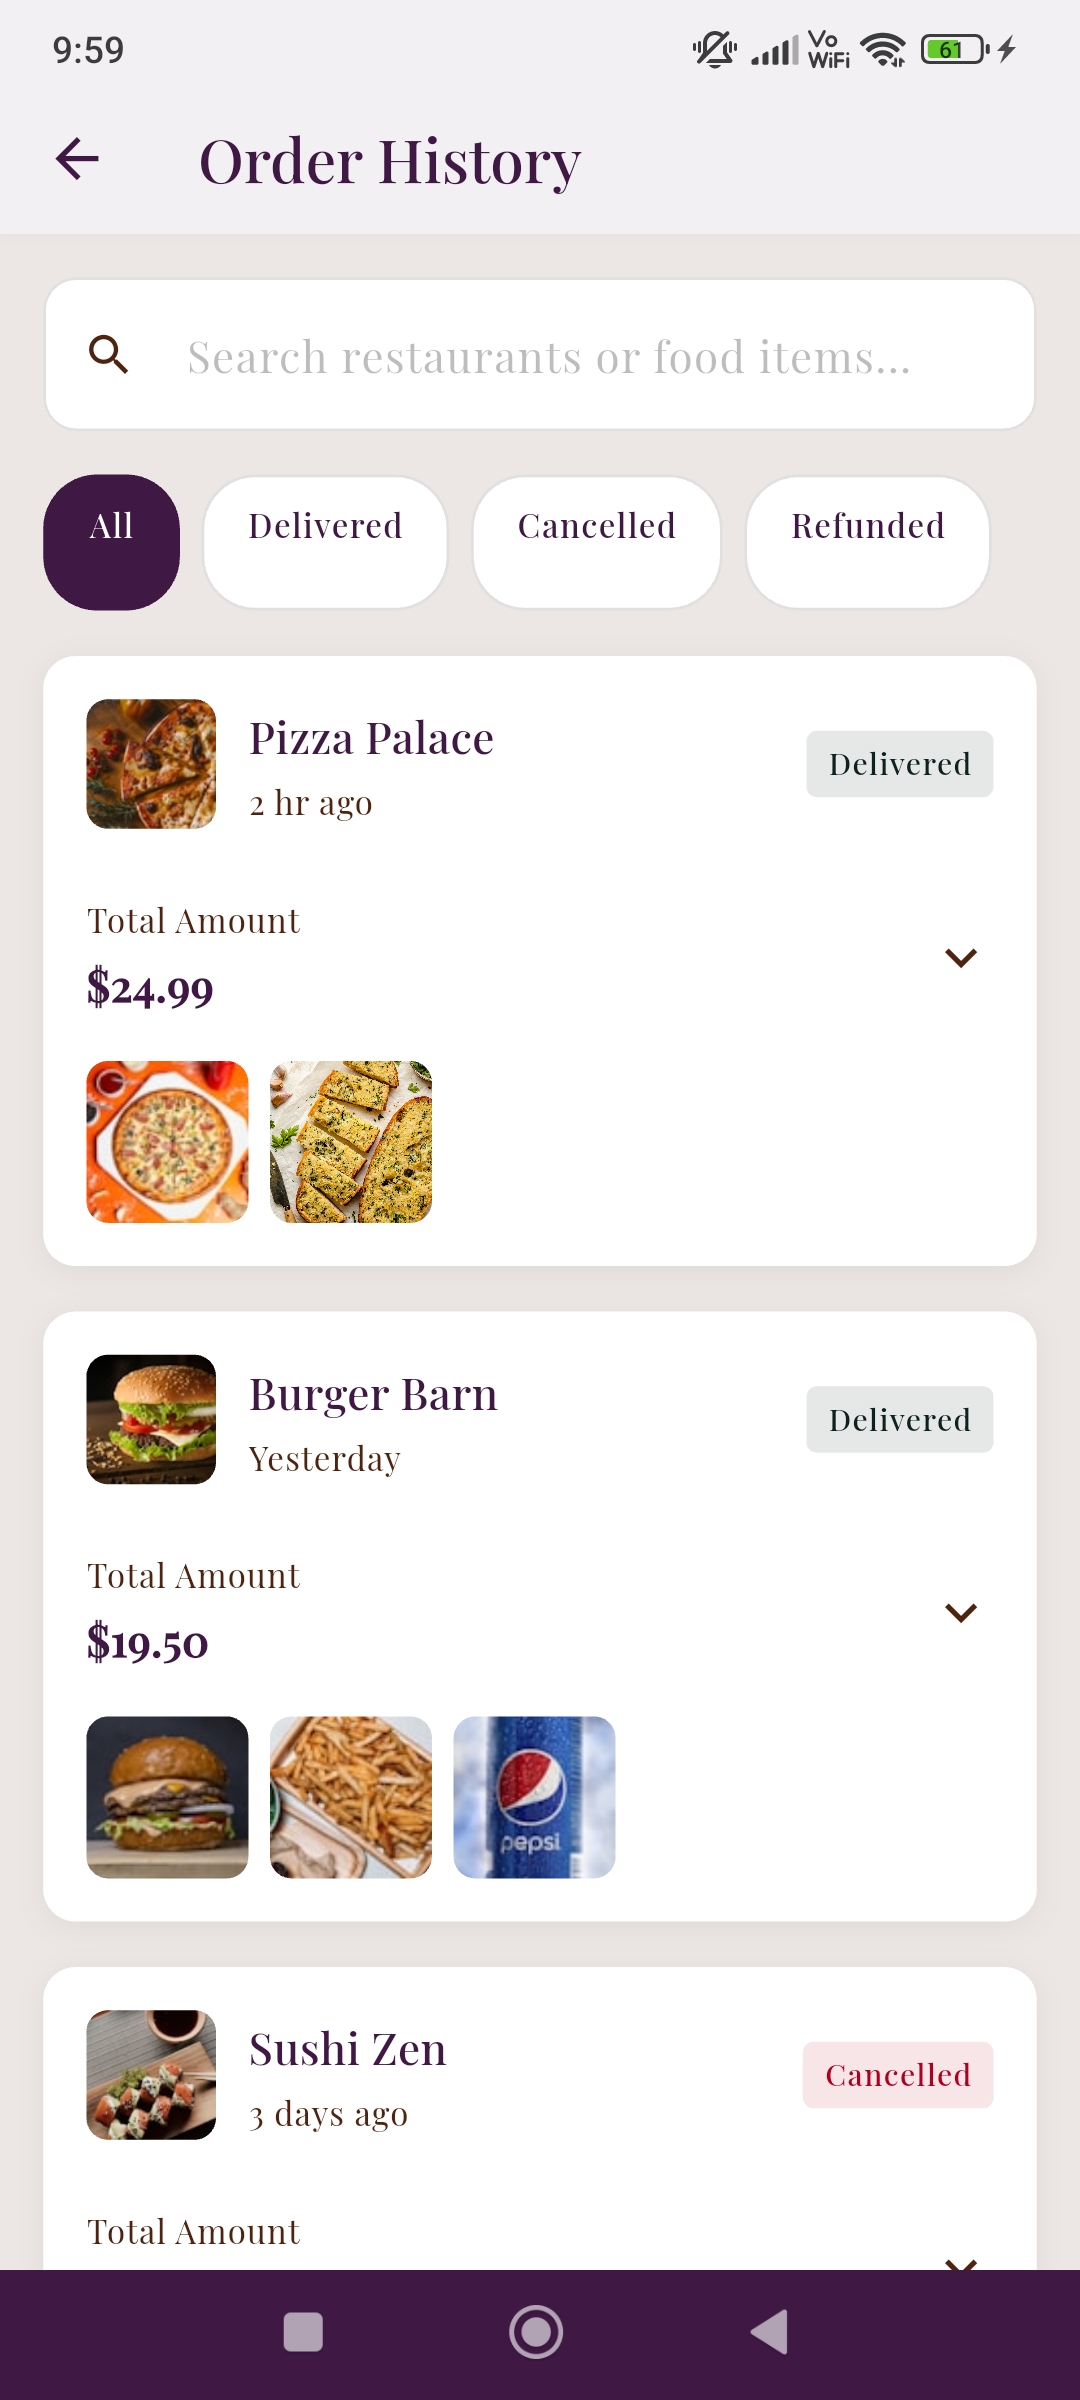 9:59
Vo
WiFi
61
Order History
Search restaurants or food items...
All
Delivered
Cancelled
Refunded
Pizza Palace
2 hr ago
Delivered
Total Amount
$24.99
Burger Barn
Yesterday
Delivered
Total Amount
$19.50
pepsi
Sushi Zen
3 days ago
Cancelled
Total Amount